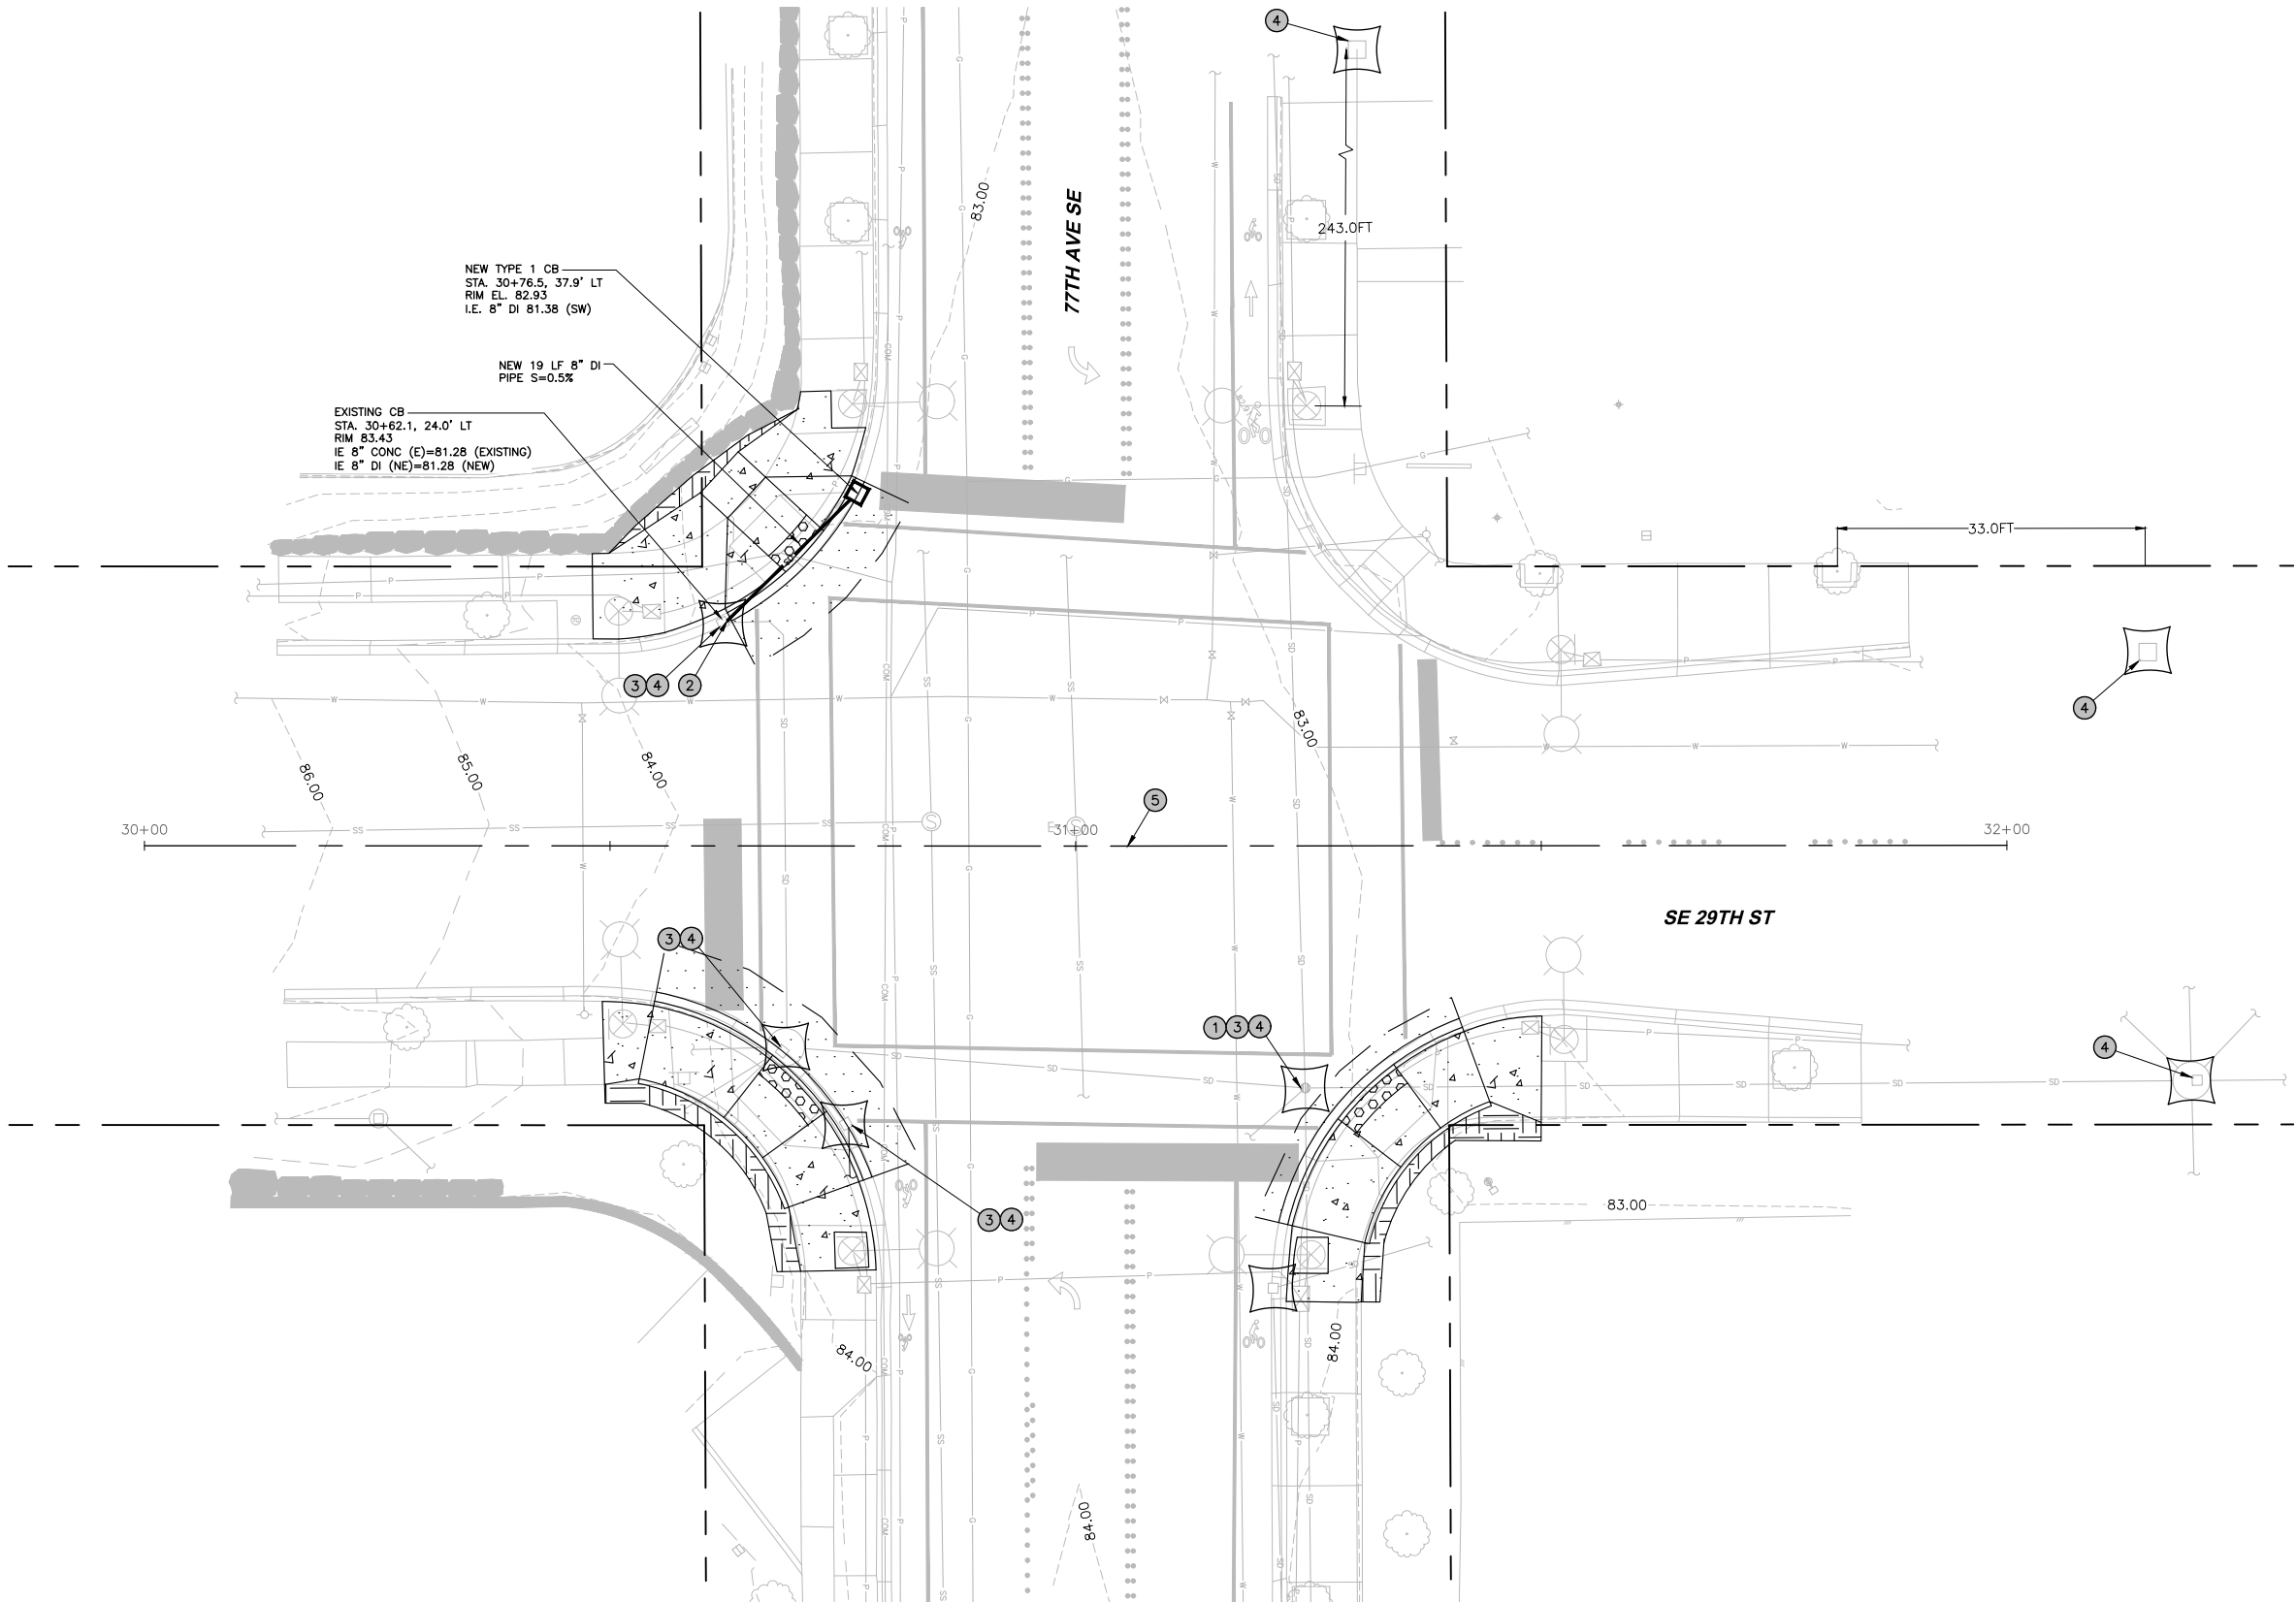 4
83.00
77TH AVE SE
243.0FT
NEW TYPE 1 CB
STA. 30+76.5, 37.9' LT
RIM EL. 82.93
I.E. 8" DI 81.38 (SW)
NEW 19 LF 8" DI
PIPE S=0.5%
EXISTING CB
STA. 30+62.1, 24.0' LT
RIM 83.43
IE 8" CONC (E)=81.28 (EXISTING)
IE 8" DI (NE)=81.28 (NEW)
33.0FT
3 4 2
4
83.00
86.00
85.00
84.00
5
30+00
31+00
32+00
SE 29TH ST
3 4
1 3 4
4
3 4
83.00
84.00
84.00
84.00